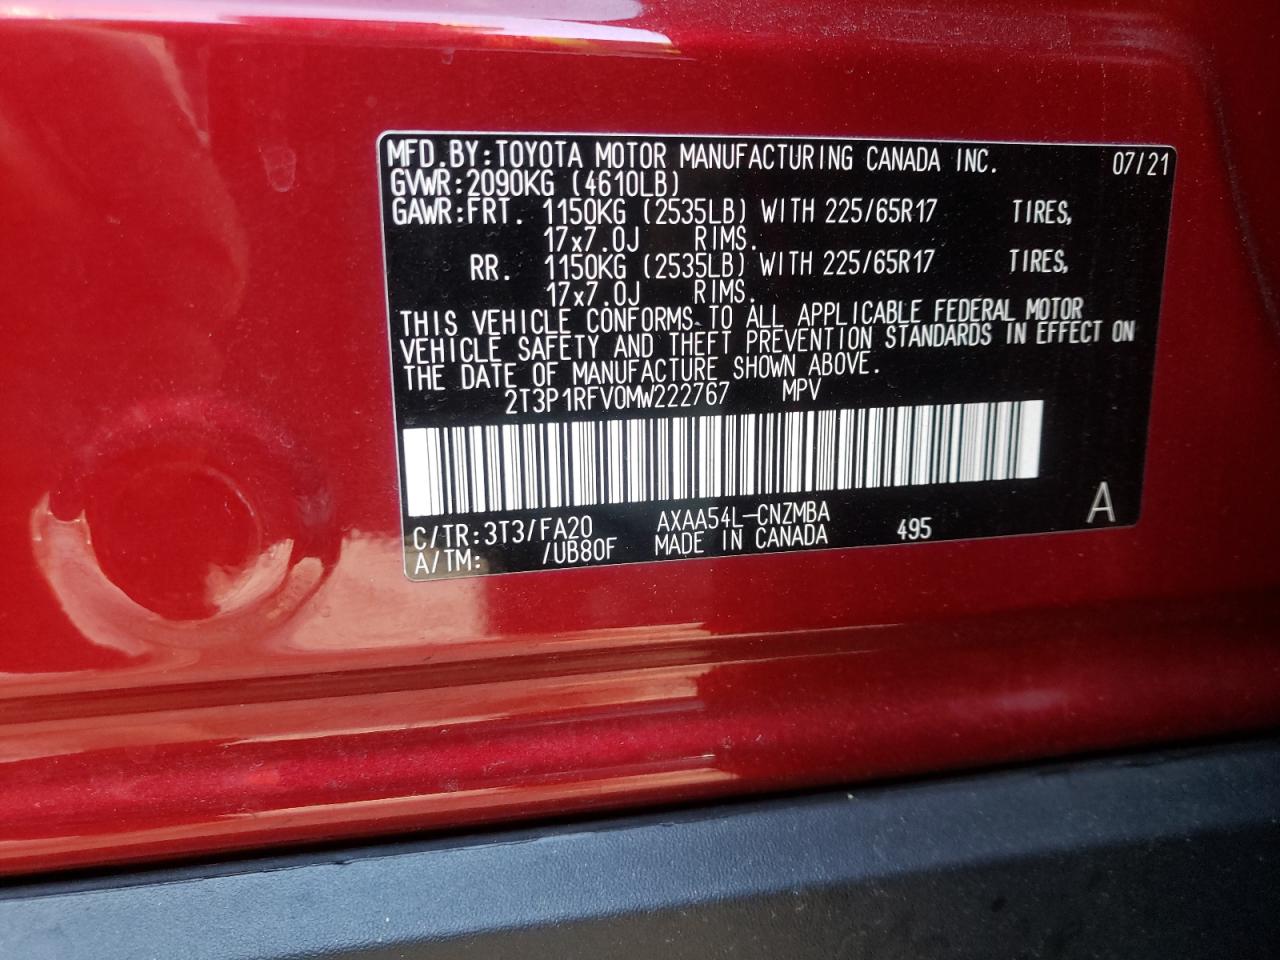 MFD.BY:TOYOTA MOTOR MANUFACTURING CANADA INC. 07/21
GVWR:2090KG (4610LB)
GAWR:FRT. 1150KG (2535LB) WITH 225/65R17 TIRES,
17x7.0J RIMS.
RR. 1150KG (2535LB) WITH 225/65R17 TIRES,
17x7.0J RIMS.
THIS VEHICLE CONFORMS TO ALL APPLICABLE FEDERAL MOTOR
VEHICLE SAFETY AND THEFT PREVENTION STANDARDS IN EFFECT ON
THE DATE OF MANUFACTURE SHOWN ABOVE.
2T3P1RFV0MW222767 MPV
C/TR:3T3/FA20 AXAA54L-CNZMBA 495 A
A/TM: /UB80F MADE IN CANADA